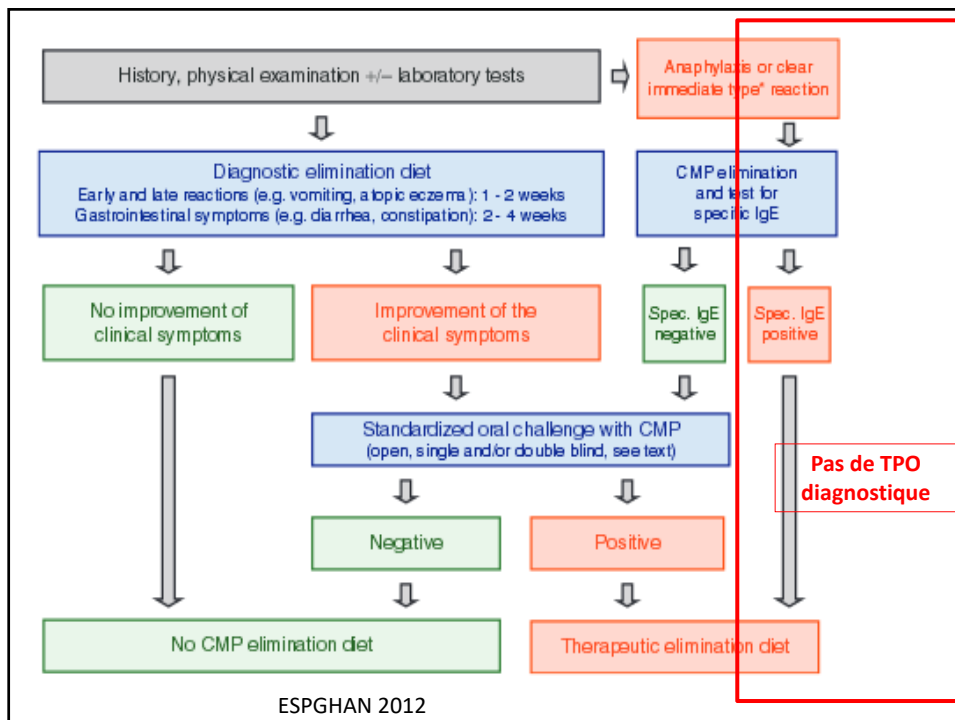 History, physical examination +/– laboratory tests
Anaphylaxis or clear
immediate type* reaction
Diagnostic elimination diet
Early and late reactions (e.g. vomiting, atopic eczema): 1 - 2 weeks
Gastrointestinal symptoms (e.g. diarrhea, constipation): 2 - 4 weeks
CMP elimination
and test for
specific IgE
No improvement of
clinical symptoms
Improvement of the
clinical symptoms
Spec. IgE
negative
Spec. IgE
positive
Standardized oral challenge with CMP
(open, single and/or double blind, see text)
Pas de TPO
diagnostique
Negative
Positive
No CMP elimination diet
Therapeutic elimination diet
ESPGHAN 2012